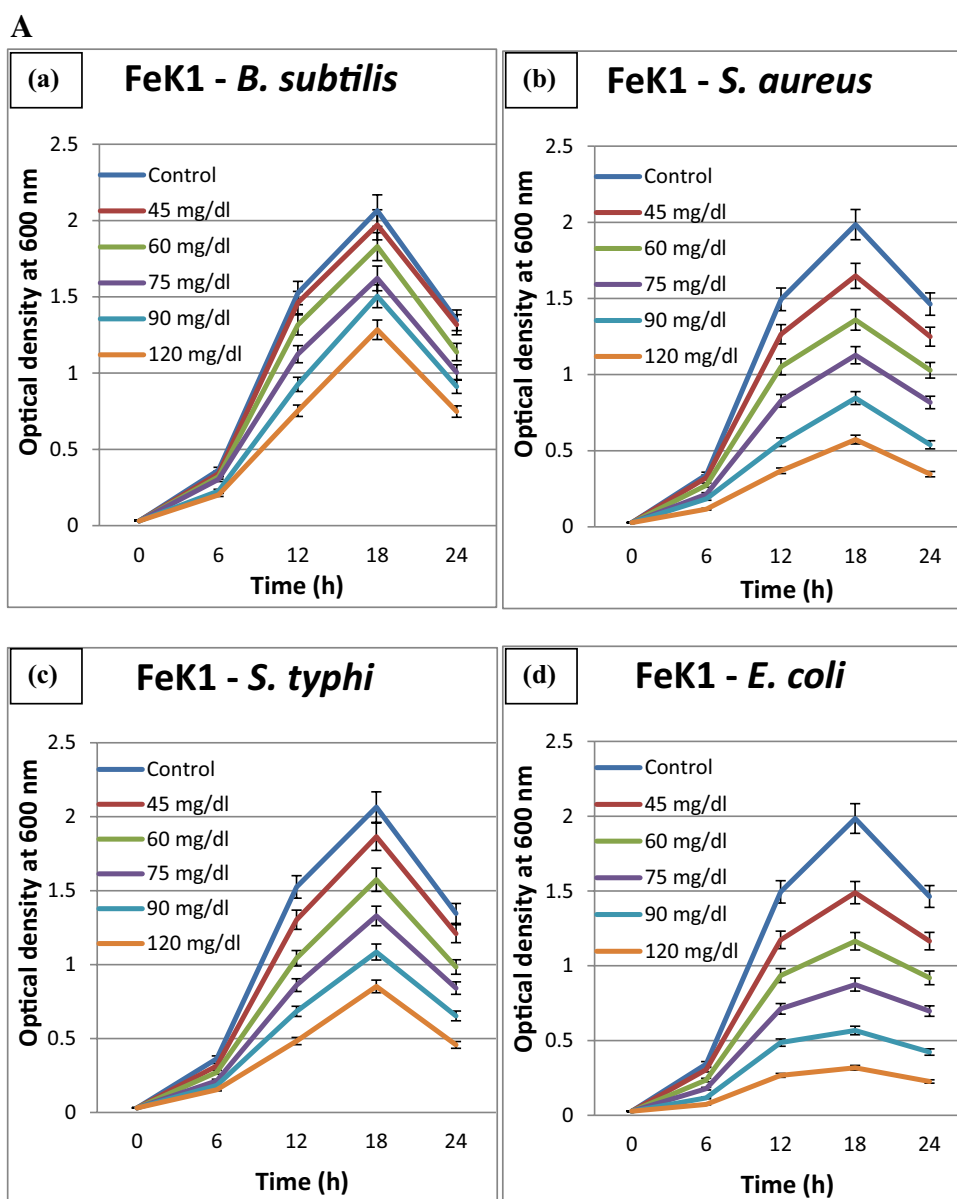 A
(a)
FeK1 - B. subtilis
Optical density at 600 nm
2.5
2
1.5
1
0.5
0
Control
45 mg/dl
60 mg/dl
75 mg/dl
90 mg/dl
120 mg/dl
0 6 12 18 24
Time (h)
(b)
FeK1 - S. aureus
Optical density at 600 nm
2.5
2
1.5
1
0.5
0
Control
45 mg/dl
60 mg/dl
75 mg/dl
90 mg/dl
120 mg/dl
0 6 12 18 24
Time (h)
(c)
FeK1 - S. typhi
Optical density at 600 nm
2.5
2
1.5
1
0.5
0
Control
45 mg/dl
60 mg/dl
75 mg/dl
90 mg/dl
120 mg/dl
0 6 12 18 24
Time (h)
(d)
FeK1 - E. coli
Optical density at 600 nm
2.5
2
1.5
1
0.5
0
Control
45 mg/dl
60 mg/dl
75 mg/dl
90 mg/dl
120 mg/dl
0 6 12 18 24
Time (h)